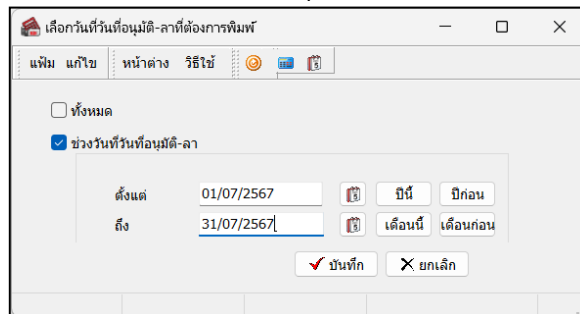 เลือกวันที่วันที่อนุมัติ-ลาที่ต้องการพิมพ์
แฟ้ม แก้ไข หน้าต่าง วิธีใช้
ทั้งหมด
ช่วงวันที่วันที่อนุมัติ-ลา
ตั้งแต่ 01/07/2567 ปีนี้ ปีก่อน
ถึง 31/07/2567 เดือนนี้ เดือนก่อน
บันทึก ยกเลิก